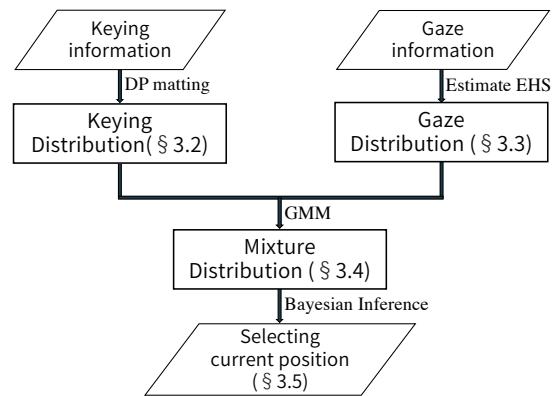 Keying
information
Gaze
information
DP matting
Estimate EHS
Keying
Distribution(§3.2)
Gaze
Distribution (§3.3)
GMM
Mixture
Distribution (§3.4)
Bayesian Inference
Selecting
current position
(§3.5)